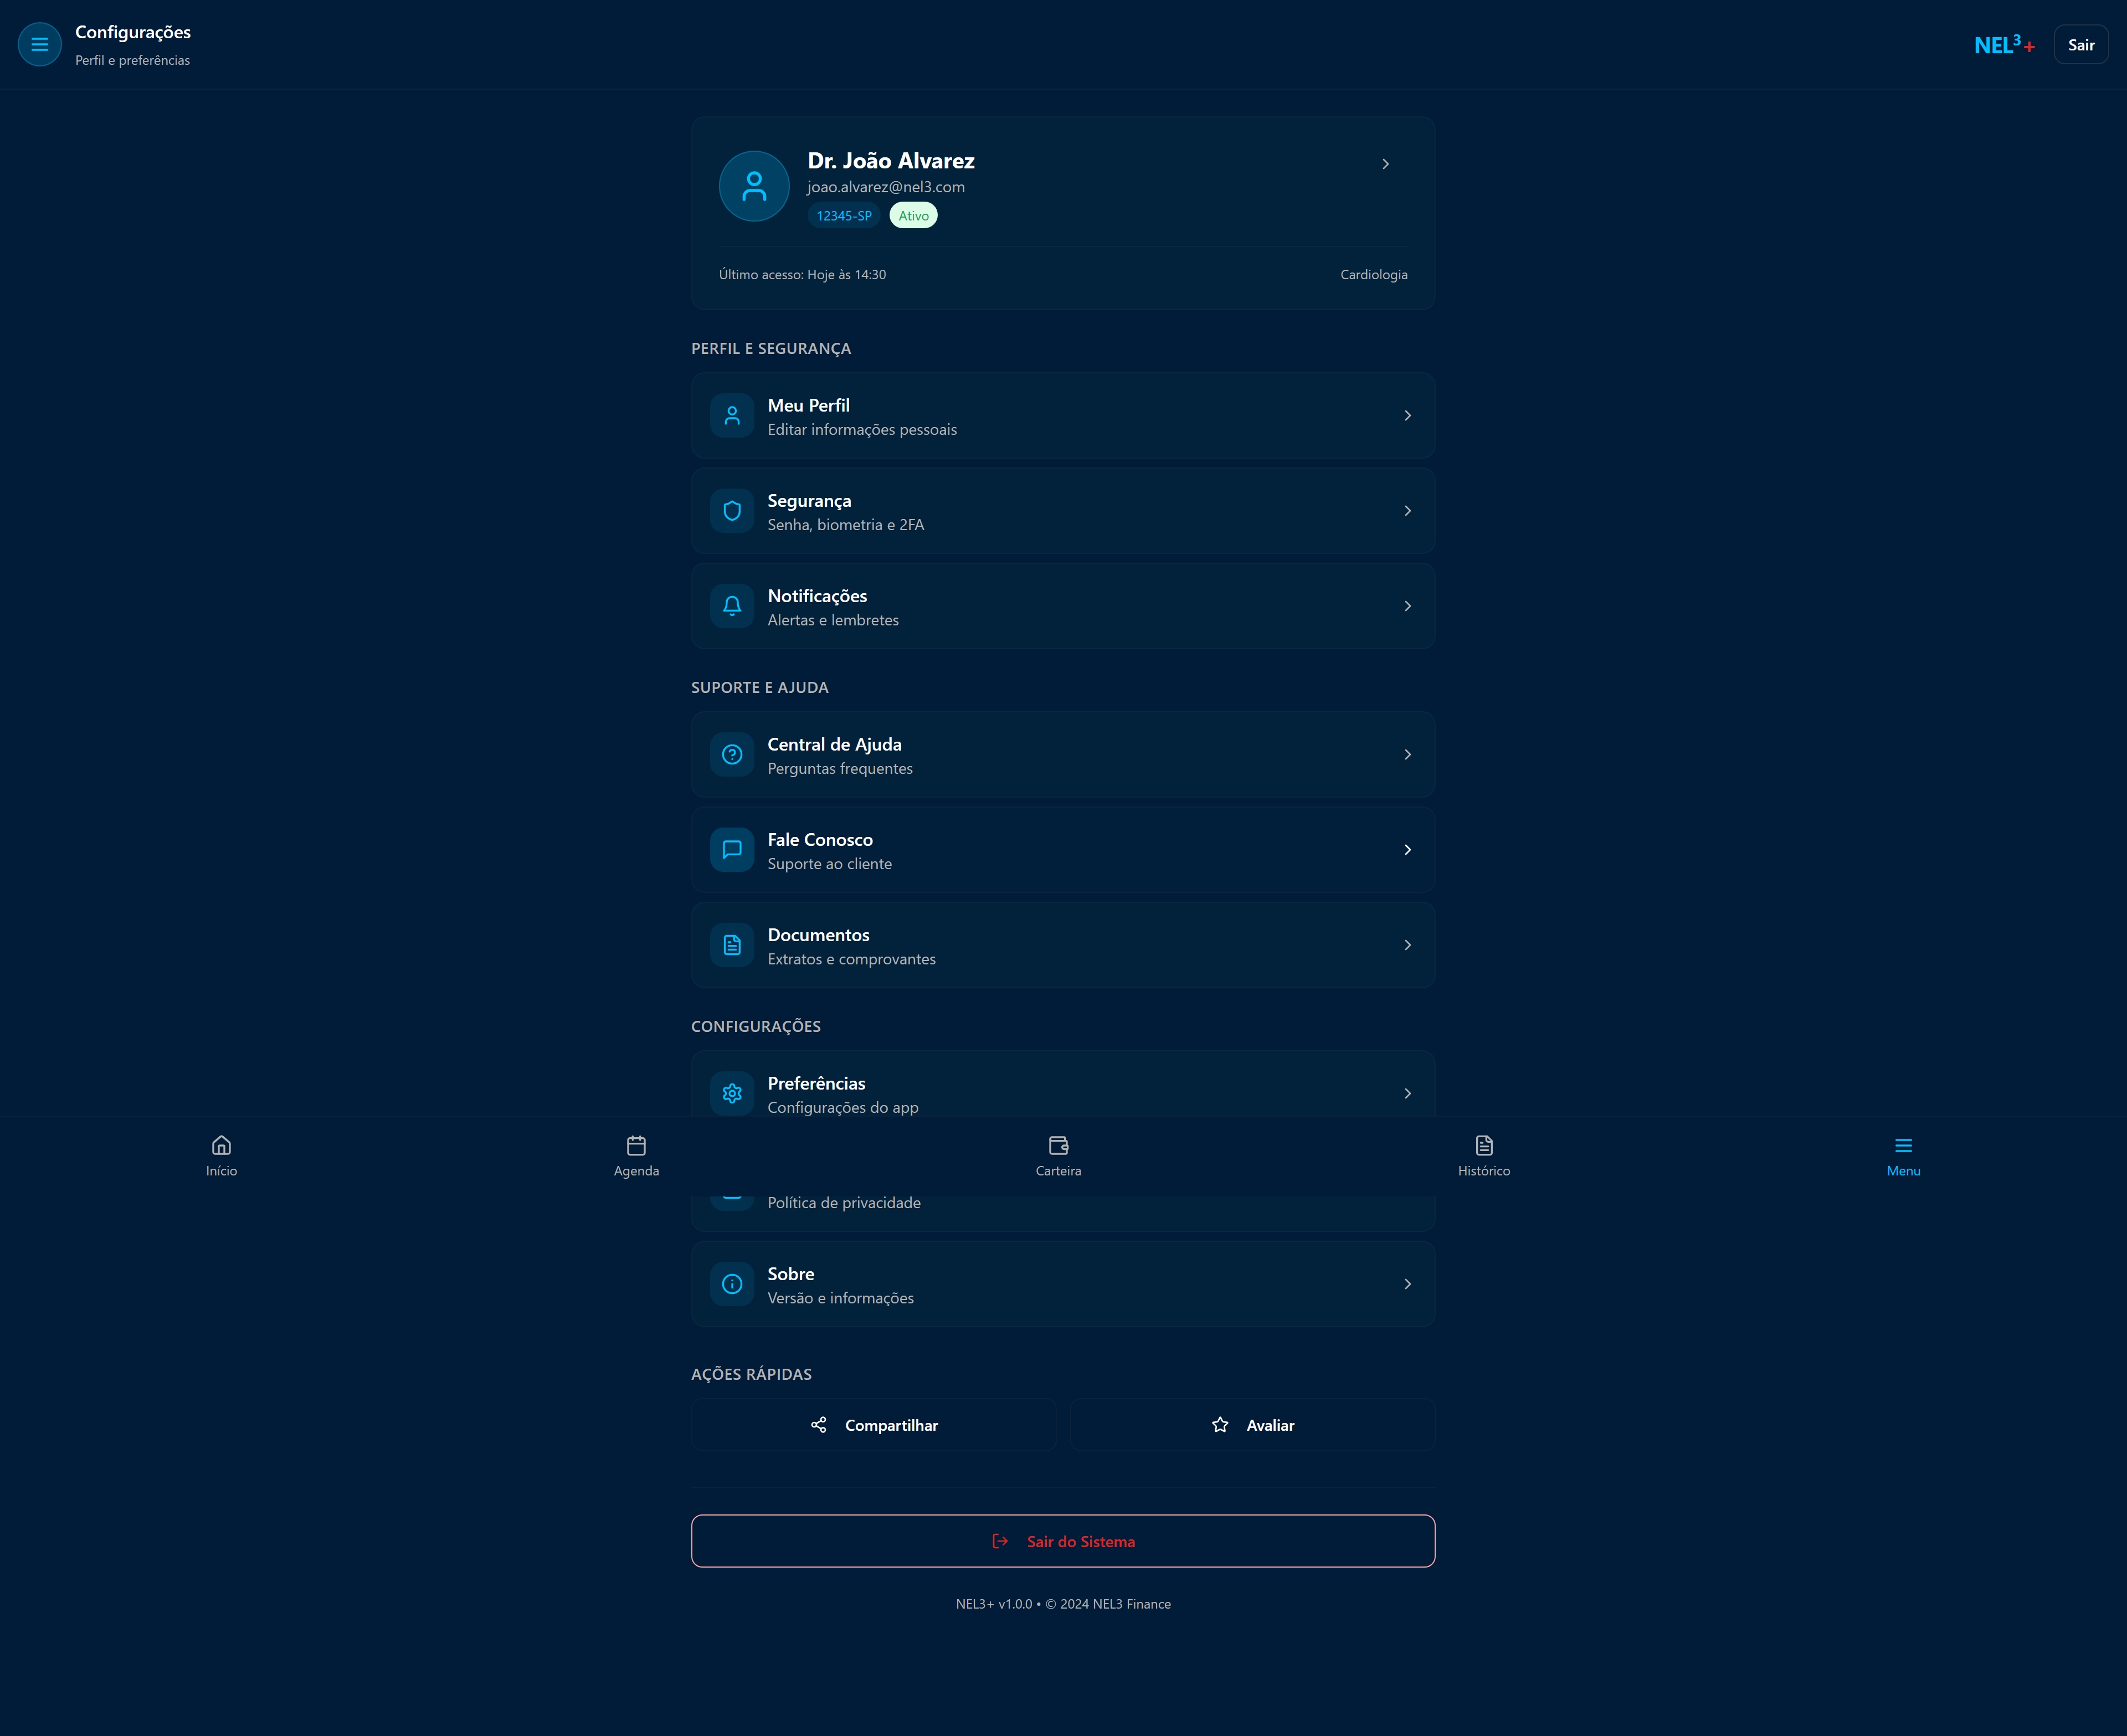 Configurações
Perfil e preferências
NEL³+
Sair
Dr. João Alvarez
joao.alvarez@nel3.com
12345-SP
Ativo
Último acesso: Hoje às 14:30
Cardiologia
PERFIL E SEGURANÇA
Meu Perfil
Editar informações pessoais
Segurança
Senha, biometria e 2FA
Notificações
Alertas e lembretes
SUPORTE E AJUDA
Central de Ajuda
Perguntas frequentes
Fale Conosco
Suporte ao cliente
Documentos
Extratos e comprovantes
CONFIGURAÇÕES
Preferências
Configurações do app
Início
Agenda
Carteira
Histórico
Menu
Política de privacidade
Sobre
Versão e informações
AÇÕES RÁPIDAS
Compartilhar
Avaliar
Sair do Sistema
NEL3+ v1.0.0 • © 2024 NEL3 Finance